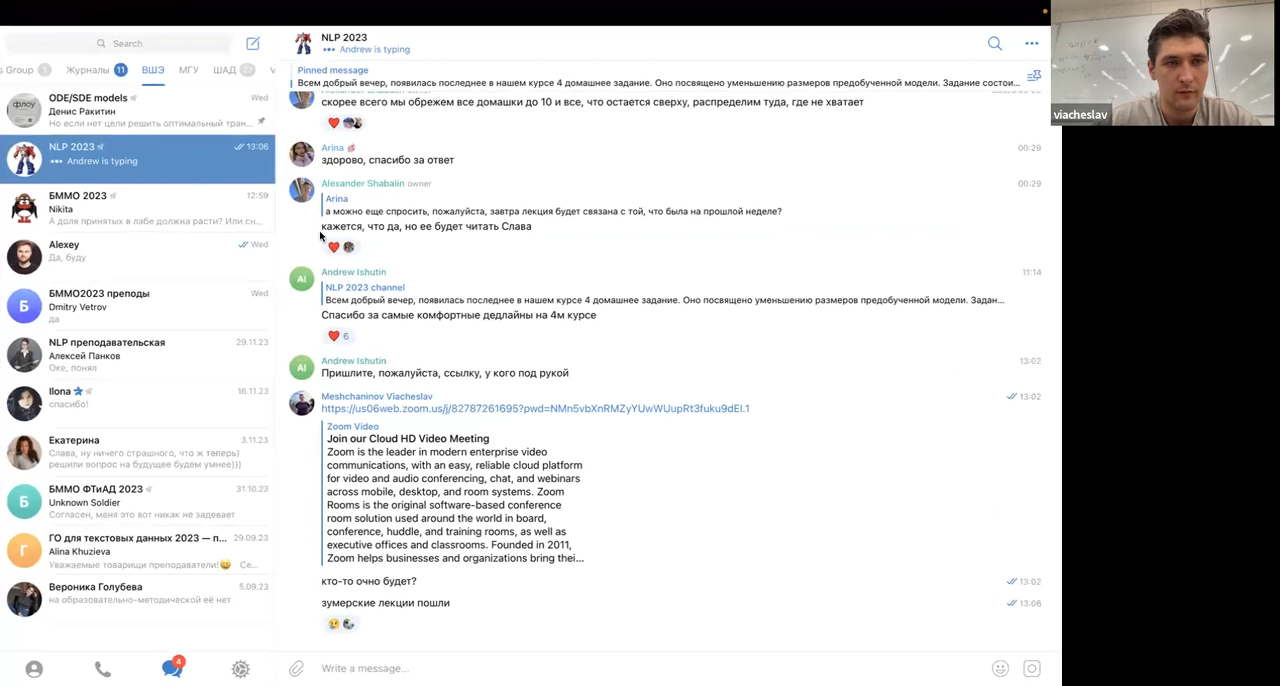 Search
s Group 1
Журналы 11
ВШЭ
МГУ
ШАД 27
ODE/SDE models
Wed
Денис Ракитин
Но если нет цели решить оптимальный тран...
NLP 2023
13:06
Andrew is typing
БММО 2023
12:59
Nikita
А доля принятых в лабе должна расти? Или сн...
Alexey
Wed
Да, буду
БММО2023 преподы
Wed
Dmitry Vetrov
да
NLP преподавательская
29.11.23
Алексей Панков
Оке, понял
Ilona
16.11.23
спасибо!
Екатерина
3.11.23
Слава, ну ничего страшного, что ж теперь)
решили вопрос на будущее будем умнее)))
БММО ФТиАД 2023
31.10.23
Unknown Soldier
Согласен, меня это вот никак не задевает
ГО для текстовых данных 2023 — п...
29.09.23
Alina Khuzieva
Уважаемые товарищи преподаватели! Се...
Вероника Голубева
5.09.23
на образовательно-методической её нет
4
NLP 2023
Andrew is typing
Pinned message
Всем добрый вечер, появилась последнее в нашем курсе 4 домашнее задание. Оно посвящено уменьшению размеров предобученной модели. Задание состои...
скорее всего мы обрежем все домашки до 10 и все, что остается сверху, распределим туда, где не хватает
Arina
00:29
здорово, спасибо за ответ
Alexander Shabalin owner
00:29
Arina
а можно еще спросить, пожалуйста, завтра лекция будет связана с той, что была на прошлой неделе?
кажется, что да, но ее будет читать Слава
AI
Andrew Ishutin
11:14
NLP 2023 channel
Всем добрый вечер, появилась последнее в нашем курсе 4 домашнее задание. Оно посвящено уменьшению размеров предобученной модели. Задан...
Спасибо за самые комфортные дедлайны на 4м курсе
6
AI
Andrew Ishutin
13:02
Пришлите, пожалуйста, ссылку, у кого под рукой
Meshchaninov Viacheslav
13:02
https://us06web.zoom.us/j/82787261695?pwd=NMn5vbXnRMZyYUwWUupRt3fuku9dEI.1
Zoom Video
Join our Cloud HD Video Meeting
Zoom is the leader in modern enterprise video
communications, with an easy, reliable cloud platform
for video and audio conferencing, chat, and webinars
across mobile, desktop, and room systems. Zoom
Rooms is the original software-based conference
room solution used around the world in board,
conference, huddle, and training rooms, as well as
executive offices and classrooms. Founded in 2011,
Zoom helps businesses and organizations bring thei...
кто-то очно будет?
13:02
зумерские лекции пошли
13:06
Write a message...
viacheslav